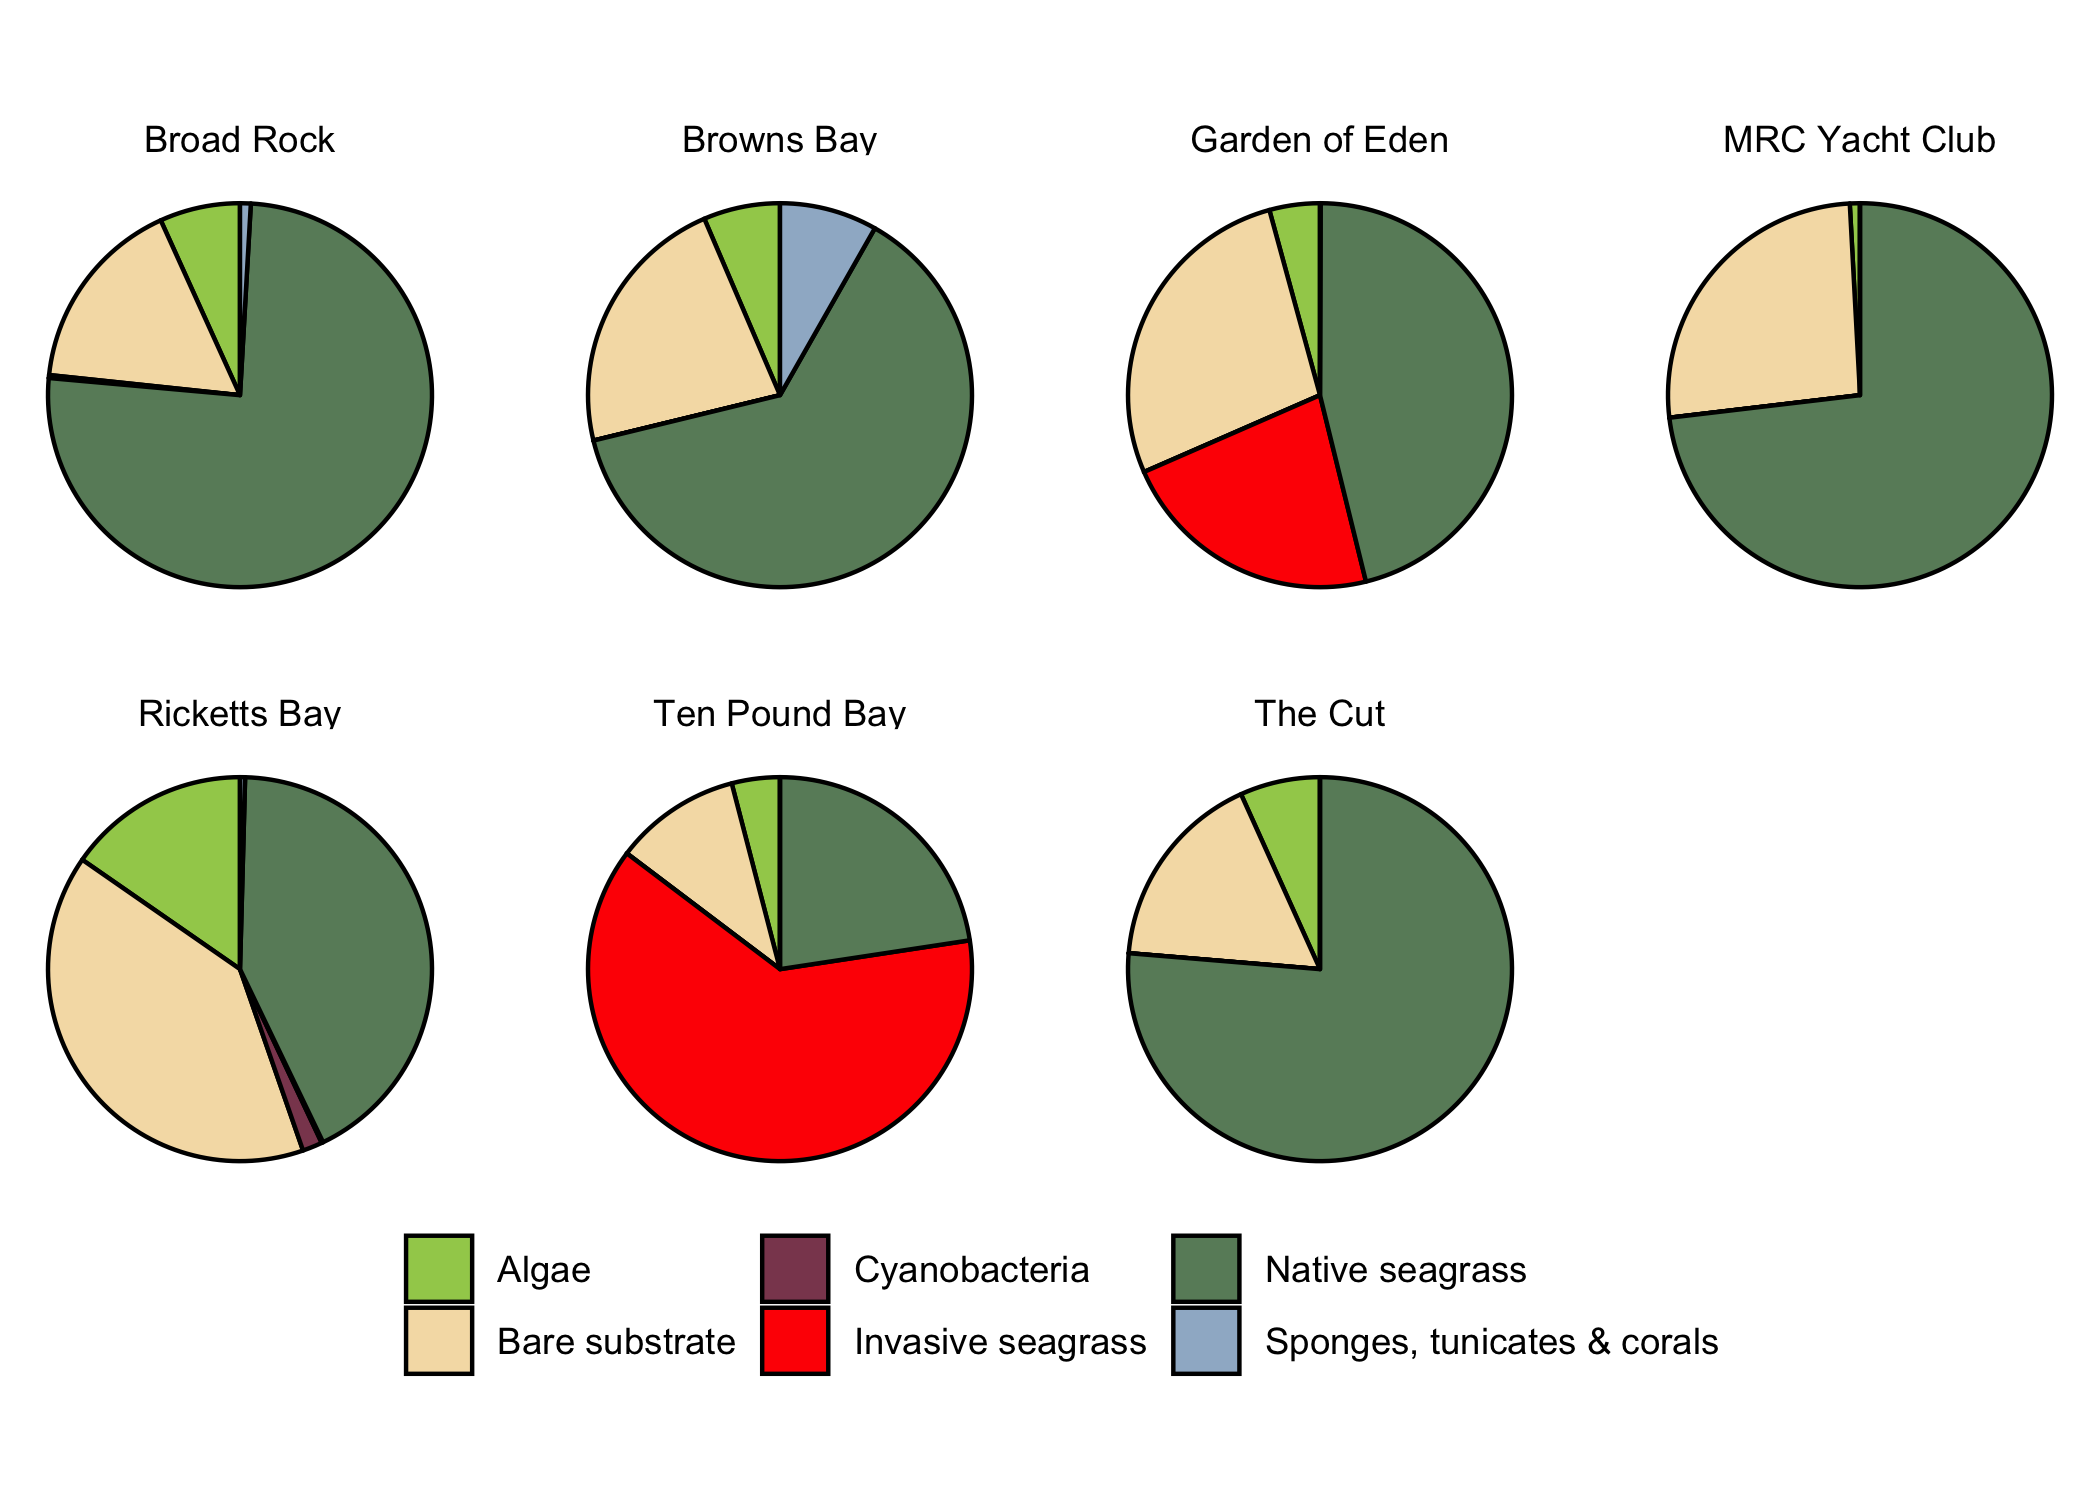 Broad Rock
Browns Bay
Garden of Eden
MRC Yacht Club
Ricketts Bay
Ten Pound Bay
The Cut
Algae
Cyanobacteria
Native seagrass
Bare substrate
Invasive seagrass
Sponges, tunicates & corals